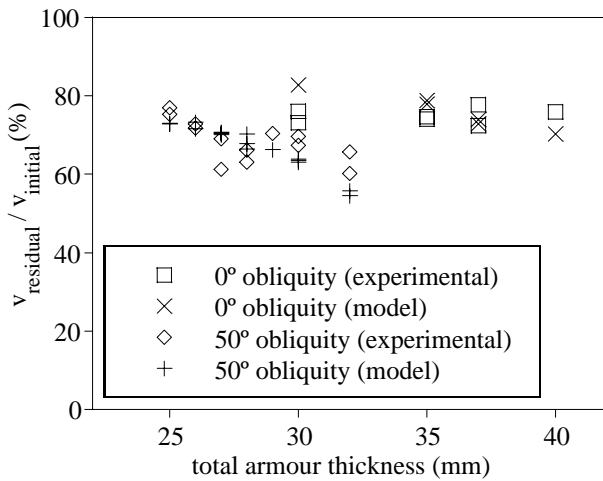 100
80
60
40
20
0
v_residual / v_initial (%)
0º obliquity (experimental)
0º obliquity (model)
50º obliquity (experimental)
50º obliquity (model)
25 30 35 40
total armour thickness (mm)